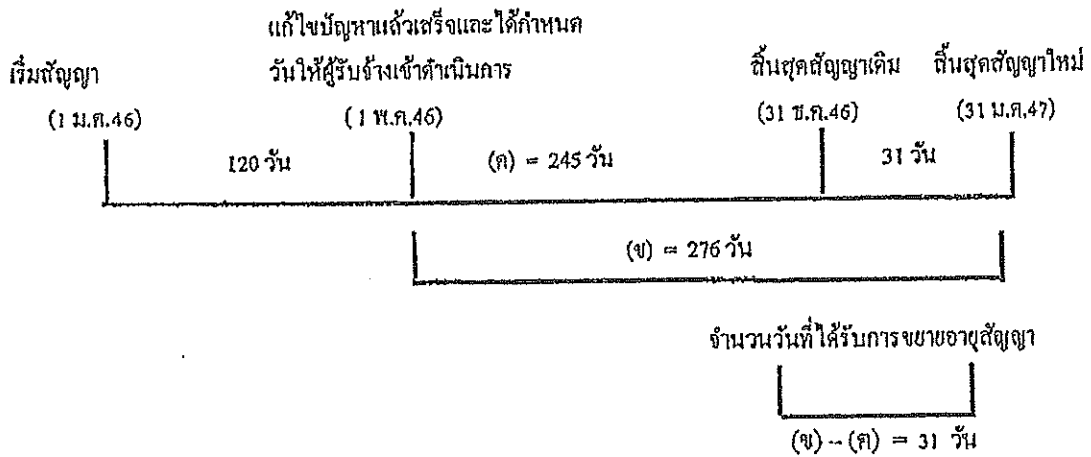 แก้ไขปัญหาแล้วเสร็จและได้กำหนด
เริ่มสัญญา วันให้ผู้รับจ้างเข้าดำเนินการ สิ้นสุดสัญญาเดิม สิ้นสุดสัญญาใหม่
(1 ม.ค.46) (1 พ.ค.46) (31 ธ.ค.46) (31 ม.ค.47)
120 วัน (ค) = 245 วัน 31 วัน
(ข) = 276 วัน
จำนวนวันที่ได้รับการขยายอายุสัญญา
(ข) - (ค) = 31 วัน